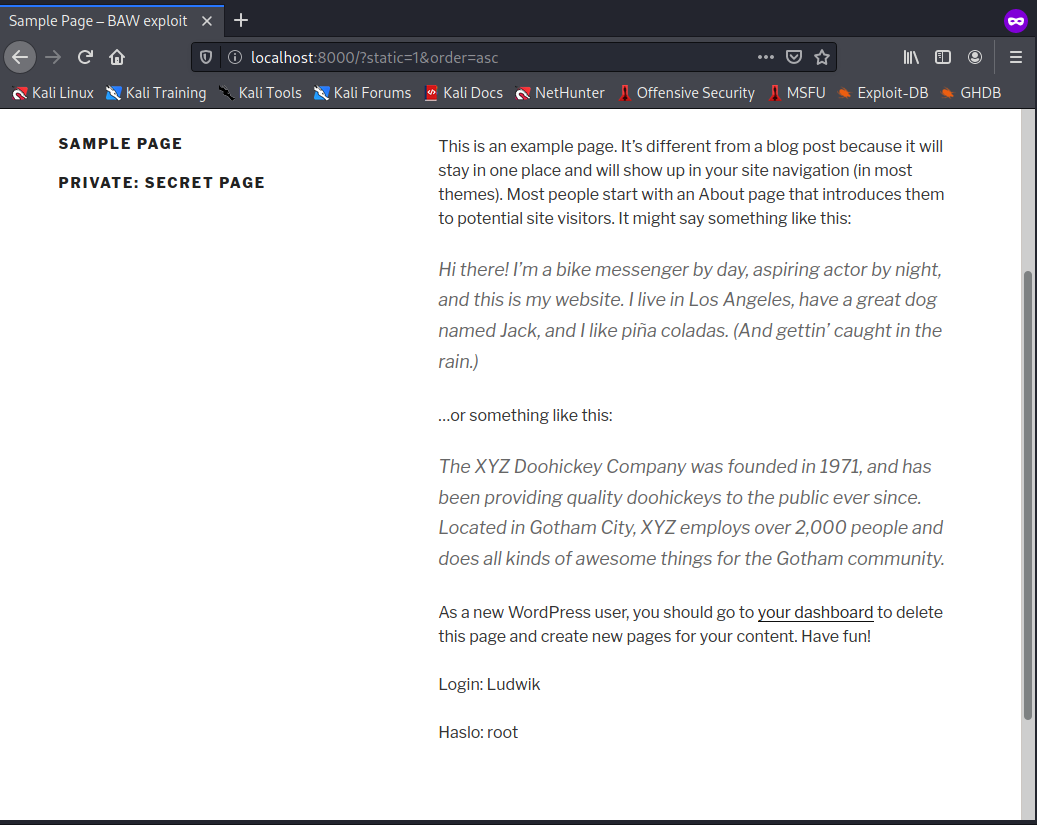 Sample Page – BAW exploit
localhost:8000/?static=1&order=asc
Kali Linux Kali Training Kali Tools Kali Forums Kali Docs NetHunter Offensive Security MSFU Exploit-DB GHDB
SAMPLE PAGE
PRIVATE: SECRET PAGE
This is an example page. It’s different from a blog post because it will
stay in one place and will show up in your site navigation (in most
themes). Most people start with an About page that introduces them
to potential site visitors. It might say something like this:
Hi there! I’m a bike messenger by day, aspiring actor by night,
and this is my website. I live in Los Angeles, have a great dog
named Jack, and I like piña coladas. (And gettin’ caught in the
rain.)
…or something like this:
The XYZ Doohickey Company was founded in 1971, and has
been providing quality doohickeys to the public ever since.
Located in Gotham City, XYZ employs over 2,000 people and
does all kinds of awesome things for the Gotham community.
As a new WordPress user, you should go to your dashboard to delete
this page and create new pages for your content. Have fun!
Login: Ludwik
Haslo: root